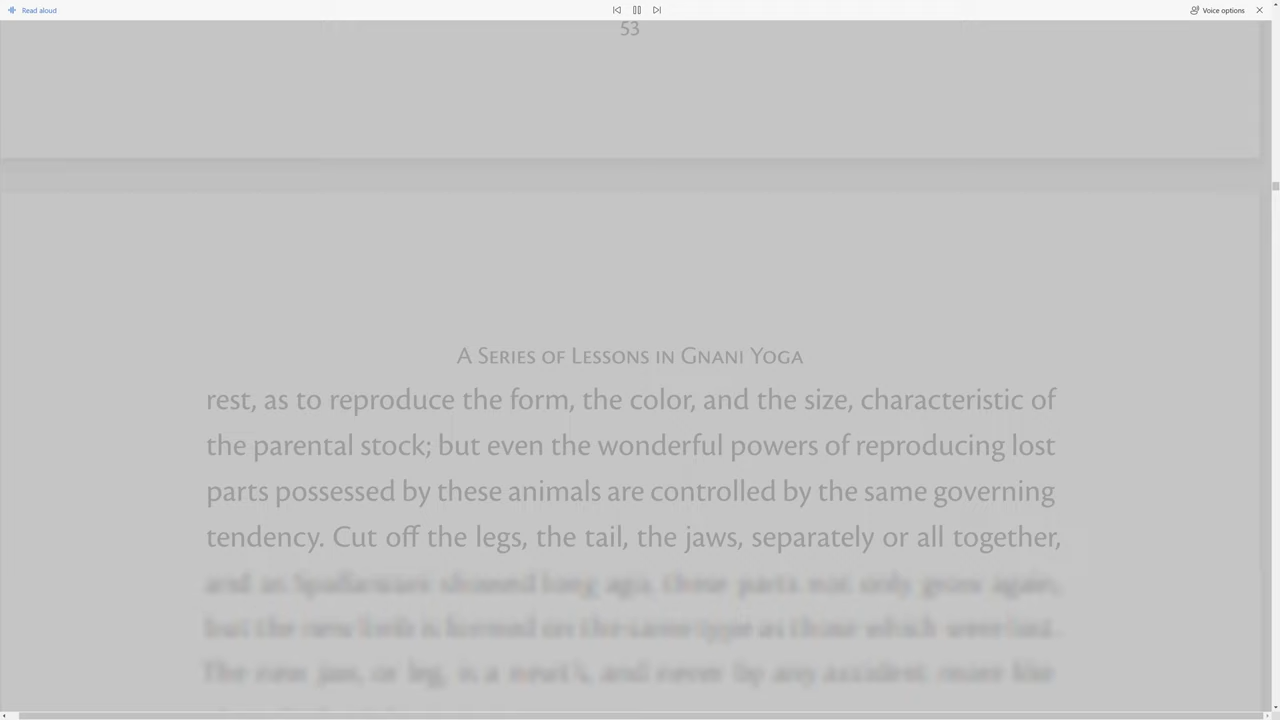 Read aloud
Voice options
53
A Series of Lessons in Gnani Yoga
rest, as to reproduce the form, the color, and the size, characteristic of
the parental stock; but even the wonderful powers of reproducing lost
parts possessed by these animals are controlled by the same governing
tendency. Cut off the legs, the tail, the jaws, separately or all together,
and as Spallanzani showed long ago, these parts not only grow again,
but the new limb is formed on the same type as those which were lost.
The new jaw, or leg, is a newt's, and never by any accident more like